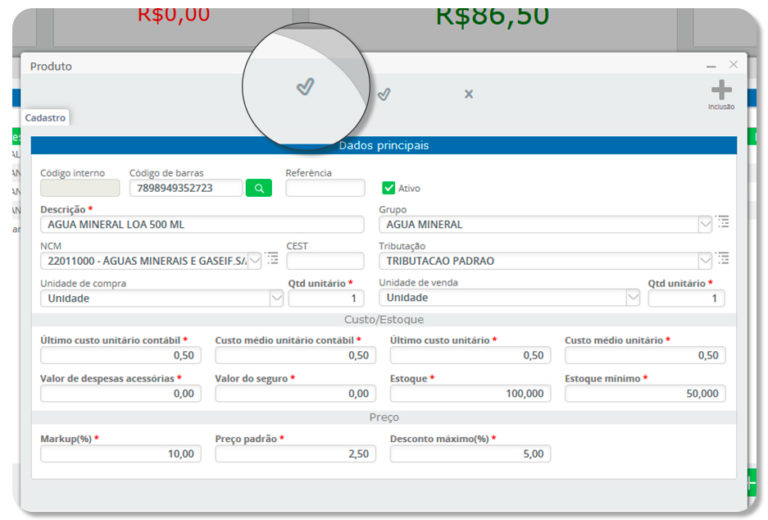 R$0,00
R$86,50
Produto
Inclusão
Cadastro
Dados principais
Código interno
Código de barras
Referência
7898949352723
Ativo
Descrição *
Grupo
AGUA MINERAL LOA 500 ML
AGUA MINERAL
NCM
CEST
Tributação
22011000 - ÁGUAS MINERAIS E GASEIF.S/
TRIBUTACAO PADRAO
Unidade de compra
Qtd unitário *
Unidade de venda
Qtd unitário *
Unidade
1
Unidade
1
Custo/Estoque
Último custo unitário contábil *
Custo médio unitário contábil *
Último custo unitário *
Custo médio unitário *
0,50
0,50
0,50
0,50
Valor de despesas acessórias *
Valor do seguro *
Estoque *
Estoque mínimo *
0,00
0,00
100,000
50,000
Preço
Markup(%) *
Preço padrão *
Desconto máximo(%) *
10,00
2,50
5,00